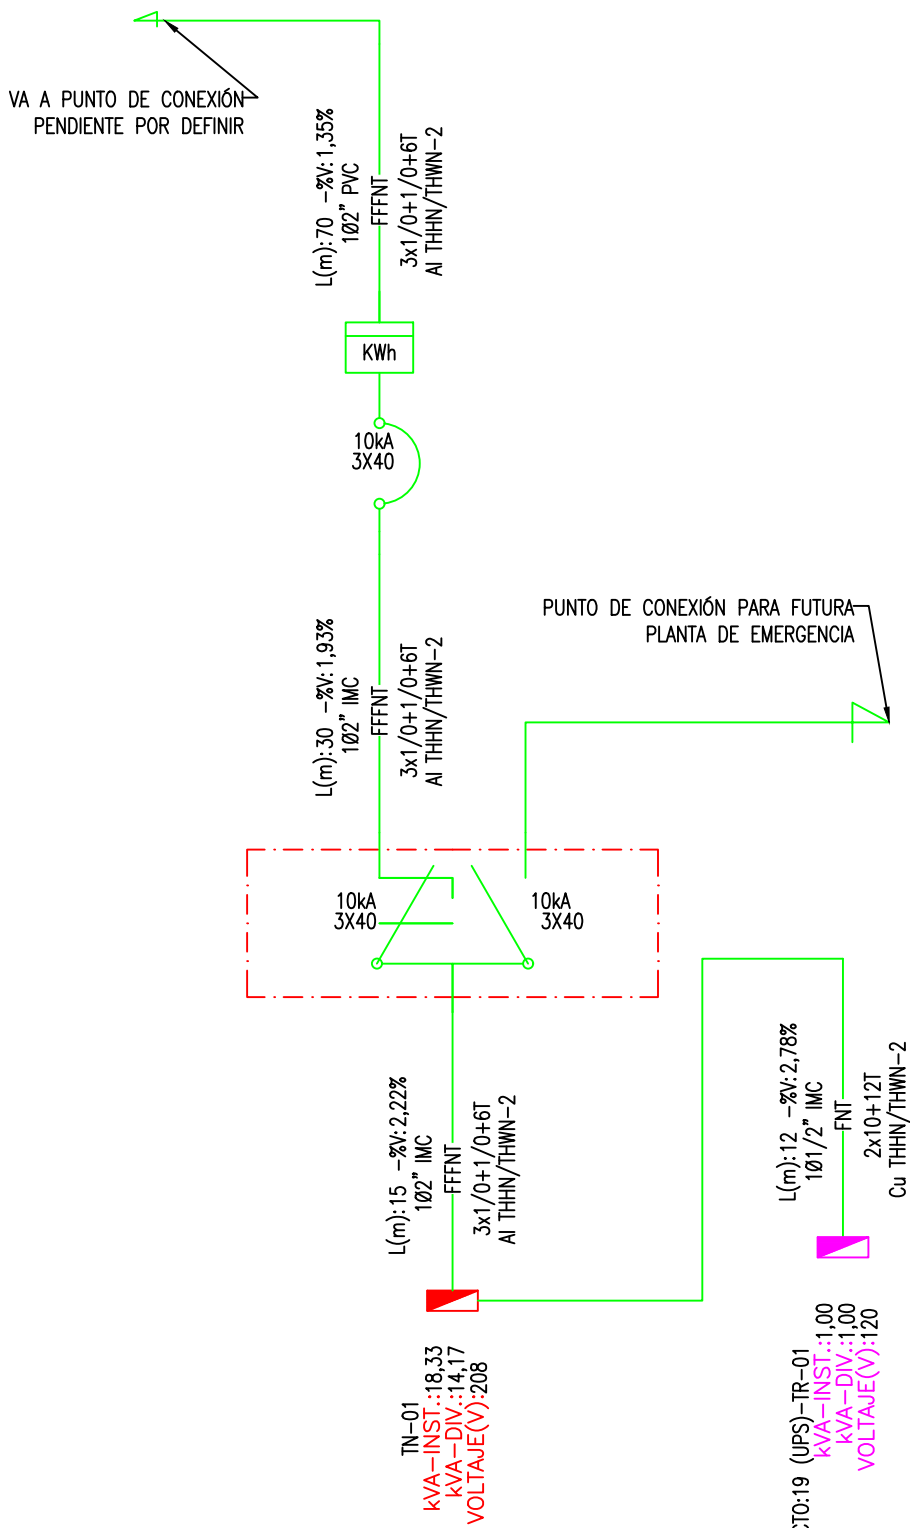 VA A PUNTO DE CONEXIÓN
PENDIENTE POR DEFINIR
L(m):70 -%V:1,35%
1Ø2" PVC
FFFNT
3x1/0+1/0+6T
Al THHN/THWN-2
KWh
10kA
3X40
PUNTO DE CONEXIÓN PARA FUTURA
PLANTA DE EMERGENCIA
L(m):30 -%V:1,93%
1Ø2" IMC
FFFNT
3x1/0+1/0+6T
Al THHN/THWN-2
10kA
3X40
10kA
3X40
L(m):15 -%V:2,22%
1Ø2" IMC
FFFNT
3x1/0+1/0+6T
Al THHN/THWN-2
L(m):12 -%V:2,78%
1Ø1/2" IMC
FNT
2x10+12T
Cu THHN/THWN-2
TN-01
kVA-INST.:18,33
kVA-DIV.:14,17
VOLTAJE(V):208
CTO:19 (UPS)-TR-01
kVA-INST.:1,00
kVA-DIV.:1,00
VOLTAJE(V):120